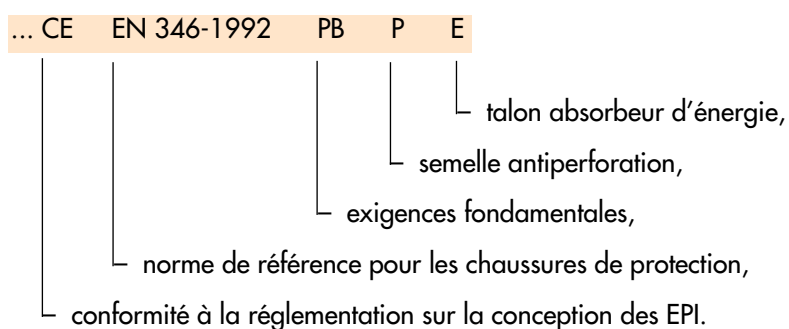 ... CE EN 346-1992 PB P E
talon absorbeur d'énergie,
semelle antiperforation,
exigences fondamentales,
norme de référence pour les chaussures de protection,
conformité à la réglementation sur la conception des EPI.